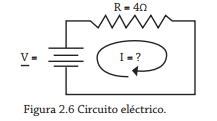 R = 4Ω
V =
I = ?
Figura 2.6 Circuito eléctrico.